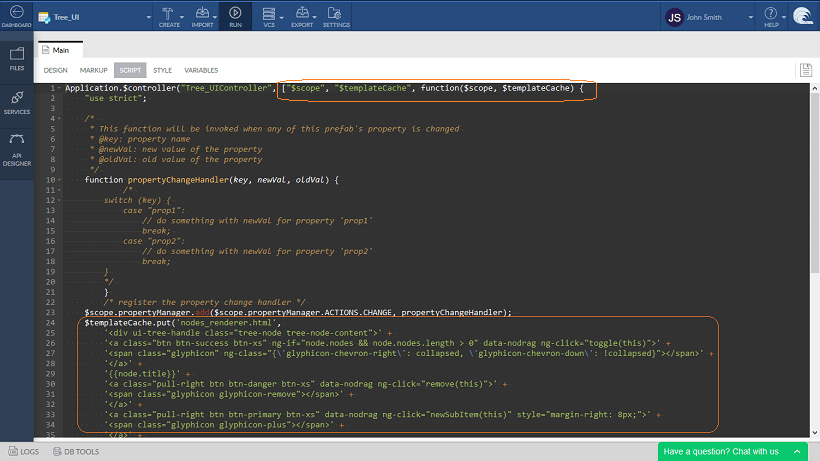 DASHBOARD
Tree_UI
CREATE
IMPORT
RUN
VCS
EXPORT
SETTINGS
JS
John Smith
HELP
FILES
SERVICES
API
DESIGNER
Main
DESIGN
MARKUP
SCRIPT
STYLE
VARIABLES
1 Application.$controller("Tree_UIController", ["$scope", "$templateCache", function($scope, $templateCache) {
2 "use strict";
3
4 /*
5 * This function will be invoked when any of this prefab's property is changed
6 * @key: property name
7 * @newVal: new value of the property
8 * @oldVal: old value of the property
9 */
10 function propertyChangeHandler(key, newVal, oldVal) {
11 /*
12 switch (key) {
13 case "prop1":
14 // do something with newVal for property 'prop1'
15 break;
16 case "prop2":
17 // do something with newVal for property 'prop2'
18 break;
19 }
20 */
21 }
22 /* register the property change handler */
23 $scope.propertyManager.add($scope.propertyManager.ACTIONS.CHANGE, propertyChangeHandler);
24 $templateCache.put('nodes_renderer.html',
25 '<div ui-tree-handle class="tree-node tree-node-content">' +
26 '<a class="btn btn-success btn-xs" ng-if="node.nodes && node.nodes.length > 0" data-nodrag ng-click="toggle(this)">' +
27 '<span class="glyphicon" ng-class="{\'glyphicon-chevron-right\': collapsed, \'glyphicon-chevron-down\': !collapsed}"></span>' +
28 '</a>' +
29 '{{node.title}}' +
30 '<a class="pull-right btn btn-danger btn-xs" data-nodrag ng-click="remove(this)">' +
31 '<span class="glyphicon glyphicon-remove"></span>' +
32 '</a>' +
33 '<a class="pull-right btn btn-primary btn-xs" data-nodrag ng-click="newSubItem(this)" style="margin-right: 8px;">' +
34 '<span class="glyphicon glyphicon-plus"></span>' +
35 '</a>' +
LOGS
DB TOOLS
Have a question? Chat with us